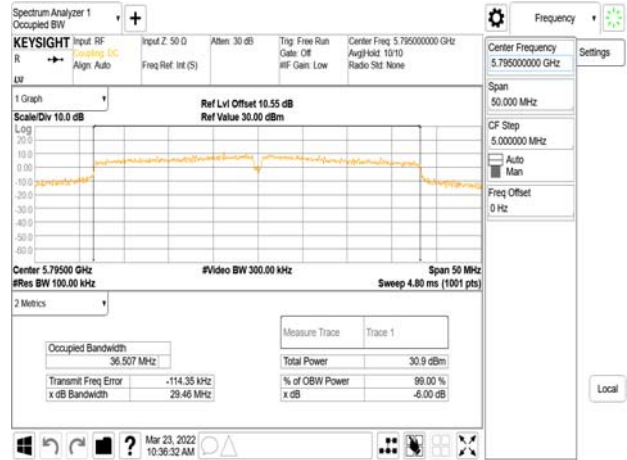 Spectrum Analyzer 1
Occupied BW
Frequency
KEYSIGHT Input: RF Input Z: 50 Ω Atten: 30 dB Trig: Free Run Center Freq: 5.795000000 GHz
Coupling: DC Gate: Off Avg|Hold: 10/10
R Align: Auto Freq Ref: Int (S) #IF Gain: Low Radio Std: None
Center Frequency
5.795000000 GHz
Settings
Span
50.000 MHz
CF Step
5.000000 MHz
Auto
Man
Freq Offset
0 Hz
Local
1 Graph
Ref Lvl Offset 10.55 dB
Scale/Div 10.0 dB Ref Value 30.00 dBm
Log
20.0
10.0
0.00
-10.0
-20.0
-30.0
-40.0
-50.0
-60.0
Center 5.79500 GHz #Video BW 300.00 kHz Span 50 MHz
#Res BW 100.00 kHz Sweep 4.80 ms (1001 pts)
2 Metrics
Measure Trace Trace 1
Occupied Bandwidth
36.507 MHz
Total Power 30.9 dBm
Transmit Freq Error -114.35 kHz % of OBW Power 99.00 %
x dB Bandwidth 29.46 MHz x dB -6.00 dB
Mar 23, 2022
10:36:32 AM